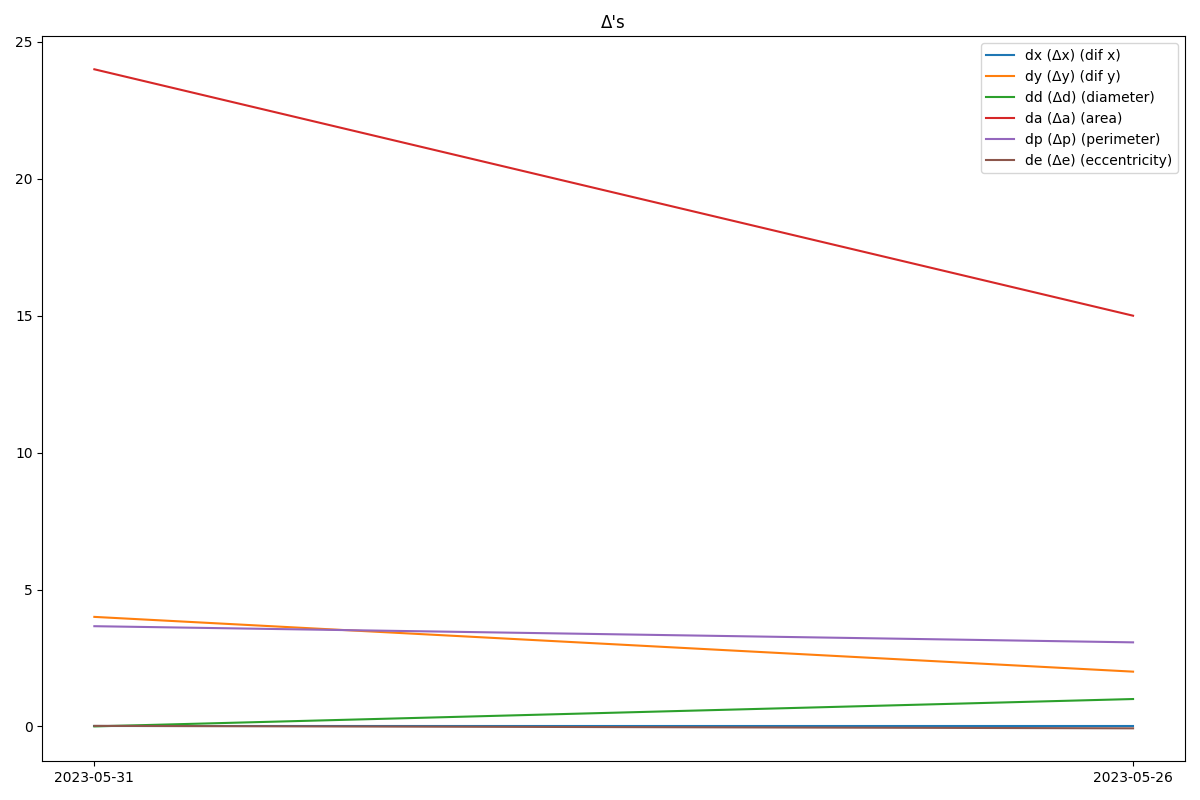 Δ's
25
20
15
10
5
0
dx (Δx) (dif x)
dy (Δy) (dif y)
dd (Δd) (diameter)
da (Δa) (area)
dp (Δp) (perimeter)
de (Δe) (eccentricity)
2023-05-31
2023-05-26